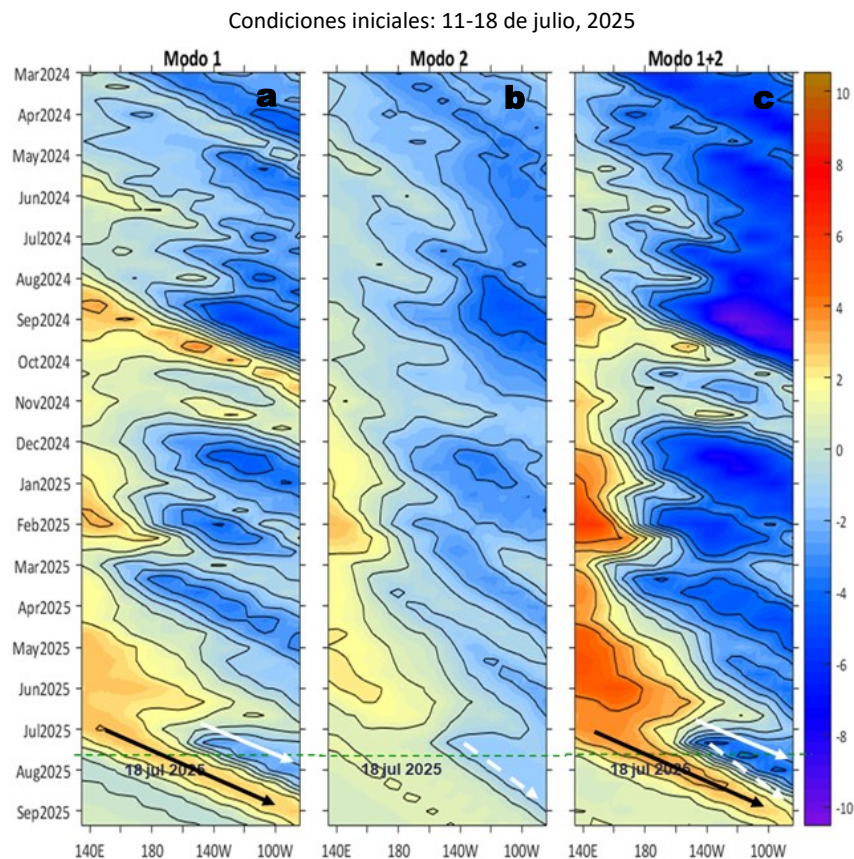 Condiciones iniciales: 11-18 de julio, 2025
Modo 1
Modo 2
Modo 1+2
a
b
c
Mar2024
Apr2024
May2024
Jun2024
Jul2024
Aug2024
Sep2024
Oct2024
Nov2024
Dec2024
Jan2025
Feb2025
Mar2025
Apr2025
May2025
Jun2025
Jul2025
Aug2025
Sep2025
18 jul 2025
18 jul 2025
18 jul 2025
140E 180 140W 100W
140E 180 140W 100W
140E 180 140W 100W
10
8
6
4
2
0
-2
-4
-6
-8
-10